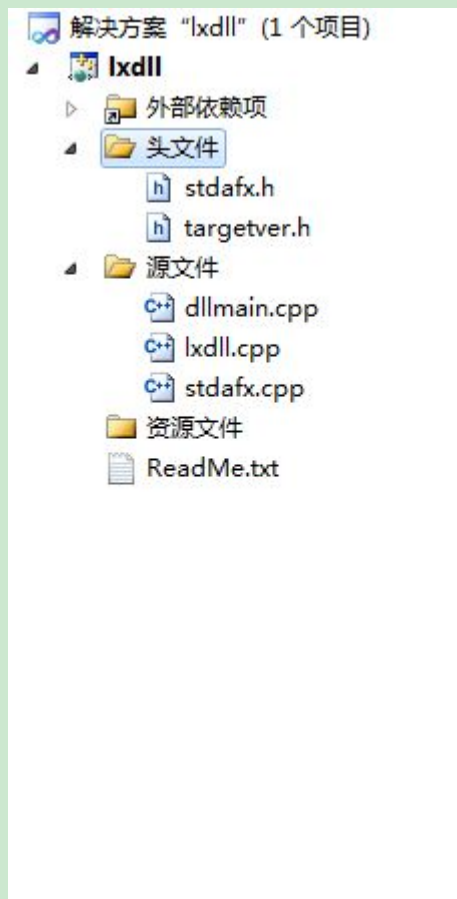 解决方案 "lxdll" (1 个项目)
lxdll
外部依赖项
头文件
stdafx.h
targetver.h
源文件
dllmain.cpp
lxdll.cpp
stdafx.cpp
资源文件
ReadMe.txt